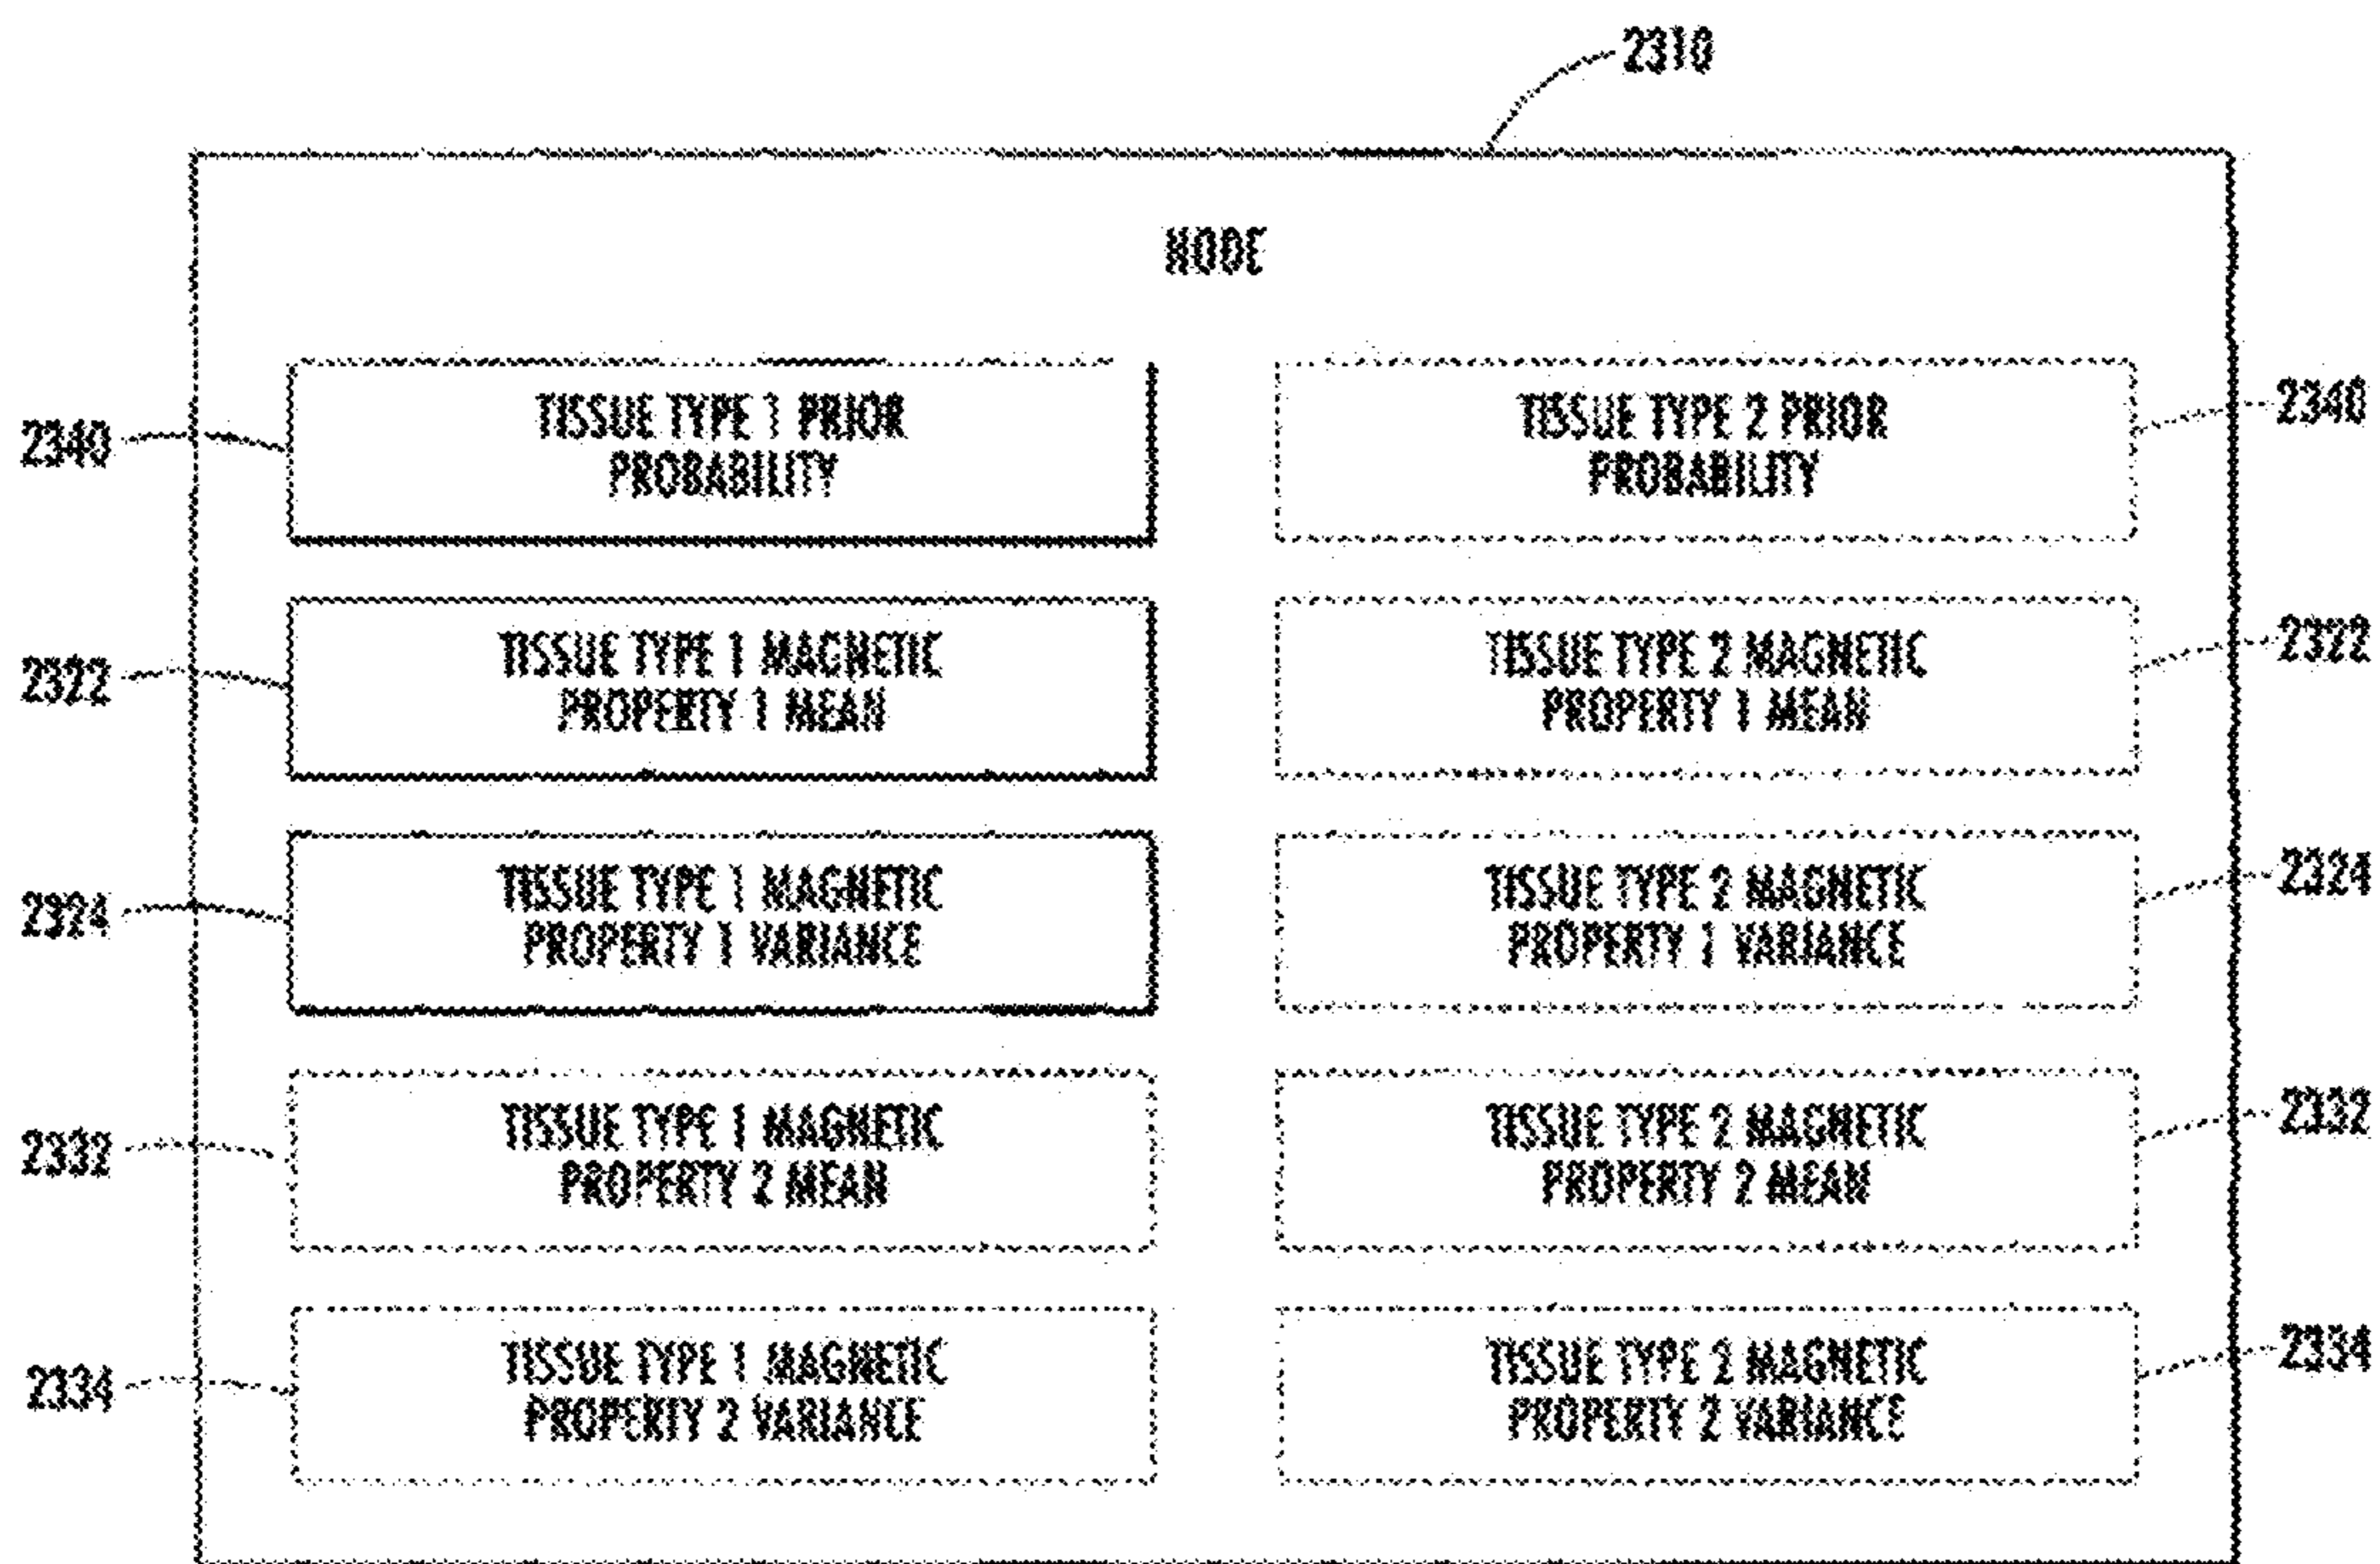 2310
NODE
2340
TISSUE TYPE 1 PRIOR
PROBABILITY
TISSUE TYPE 2 PRIOR
PROBABILITY
2340
2322
TISSUE TYPE 1 MAGNETIC
PROPERTY 1 MEAN
TISSUE TYPE 2 MAGNETIC
PROPERTY 1 MEAN
2322
2324
TISSUE TYPE 1 MAGNETIC
PROPERTY 1 VARIANCE
TISSUE TYPE 2 MAGNETIC
PROPERTY 1 VARIANCE
2324
2332
TISSUE TYPE 1 MAGNETIC
PROPERTY 2 MEAN
TISSUE TYPE 2 MAGNETIC
PROPERTY 2 MEAN
2332
2334
TISSUE TYPE 1 MAGNETIC
PROPERTY 2 VARIANCE
TISSUE TYPE 2 MAGNETIC
PROPERTY 2 VARIANCE
2334